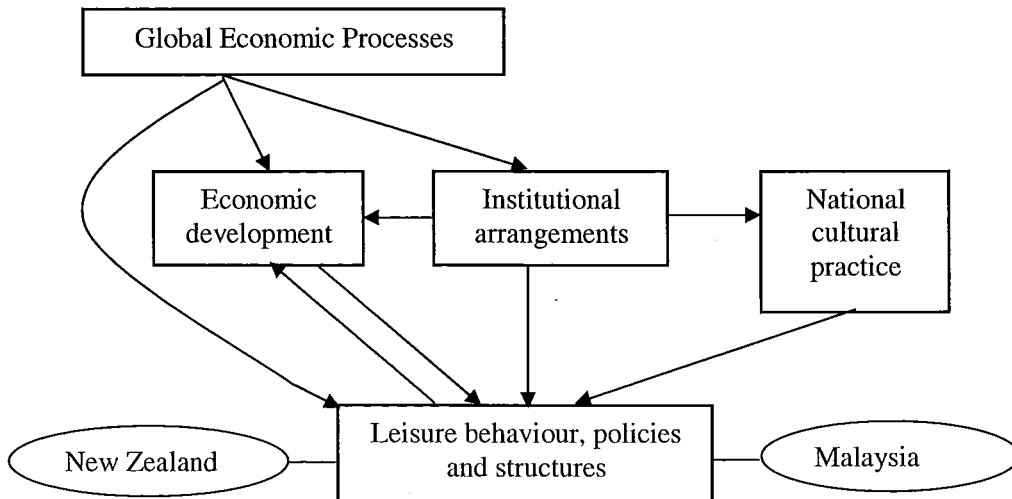 Global Economic Processes
Economic
development
Institutional
arrangements
National
cultural
practice
Leisure behaviour, policies
and structures
New Zealand
Malaysia